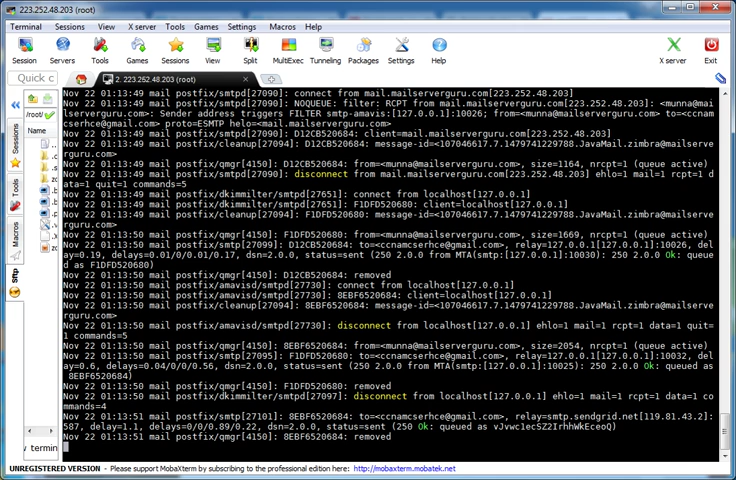 223.252.48.203 (root)
Terminal Sessions View X server Tools Games Settings Macros Help
Session Servers Tools Games Sessions View Split MultiExec Tunneling Packages Settings Help X server Exit
Quick c
2. 223.252.48.203 (root)
/root/
Name
Sessions
Tools
Macros
Sftp
Nov 22 01:13:49 mail postfix/smtpd[27090]: connect from mail.mailserverguru.com[223.252.48.203]
Nov 22 01:13:49 mail postfix/smtpd[27090]: NOQUEUE: filter: RCPT from mail.mailserverguru.com[223.252.48.203]: <munna@mai
lserverguru.com>: Sender address triggers FILTER smtp-amavis:[127.0.0.1]:10026; from=<munna@mailserverguru.com> to=<ccnam
cserhce@gmail.com> proto=ESMTP helo=<mail.mailserverguru.com>
Nov 22 01:13:49 mail postfix/smtpd[27090]: D12CB520684: client=mail.mailserverguru.com[223.252.48.203]
Nov 22 01:13:49 mail postfix/cleanup[27094]: D12CB520684: message-id=<107046617.7.1479741229788.JavaMail.zimbra@mailserve
rguru.com>
Nov 22 01:13:49 mail postfix/qmgr[4150]: D12CB520684: from=<munna@mailserverguru.com>, size=1164, nrcpt=1 (queue active)
Nov 22 01:13:49 mail postfix/smtpd[27090]: disconnect from mail.mailserverguru.com[223.252.48.203] ehlo=1 mail=1 rcpt=1 d
ata=1 quit=1 commands=5
Nov 22 01:13:49 mail postfix/dkimmilter/smtpd[27651]: connect from localhost[127.0.0.1]
Nov 22 01:13:49 mail postfix/dkimmilter/smtpd[27651]: F1DFD520680: client=localhost[127.0.0.1]
Nov 22 01:13:49 mail postfix/cleanup[27094]: F1DFD520680: message-id=<107046617.7.1479741229788.JavaMail.zimbra@mailserve
rguru.com>
Nov 22 01:13:50 mail postfix/qmgr[4150]: F1DFD520680: from=<munna@mailserverguru.com>, size=1669, nrcpt=1 (queue active)
Nov 22 01:13:50 mail postfix/smtp[27099]: D12CB520684: to=<ccnamcserhce@gmail.com>, relay=127.0.0.1[127.0.0.1]:10026, del
ay=0.19, delays=0.01/0/0.01/0.17, dsn=2.0.0, status=sent (250 2.0.0 from MTA(smtp:[127.0.0.1]:10030): 250 2.0.0 Ok: queue
d as F1DFD520680)
Nov 22 01:13:50 mail postfix/qmgr[4150]: D12CB520684: removed
Nov 22 01:13:50 mail postfix/amavisd/smtpd[27730]: connect from localhost[127.0.0.1]
Nov 22 01:13:50 mail postfix/amavisd/smtpd[27730]: 8EBF6520684: client=localhost[127.0.0.1]
Nov 22 01:13:50 mail postfix/cleanup[27094]: 8EBF6520684: message-id=<107046617.7.1479741229788.JavaMail.zimbra@mailserve
rguru.com>
Nov 22 01:13:50 mail postfix/amavisd/smtpd[27730]: disconnect from localhost[127.0.0.1] ehlo=1 mail=1 rcpt=1 data=1 quit=
1 commands=5
Nov 22 01:13:50 mail postfix/qmgr[4150]: 8EBF6520684: from=<munna@mailserverguru.com>, size=2054, nrcpt=1 (queue active)
Nov 22 01:13:50 mail postfix/smtp[27095]: F1DFD520680: to=<ccnamcserhce@gmail.com>, relay=127.0.0.1[127.0.0.1]:10032, del
ay=0.6, delays=0.04/0/0/0.56, dsn=2.0.0, status=sent (250 2.0.0 from MTA(smtp:[127.0.0.1]:10025): 250 2.0.0 Ok: queued as
8EBF6520684)
Nov 22 01:13:50 mail postfix/qmgr[4150]: F1DFD520680: removed
Nov 22 01:13:50 mail postfix/dkimmilter/smtpd[27097]: disconnect from localhost[127.0.0.1] ehlo=1 mail=1 rcpt=1 data=1 co
mmands=4
Nov 22 01:13:51 mail postfix/smtp[27101]: 8EBF6520684: to=<ccnamcserhce@gmail.com>, relay=smtp.sendgrid.net[119.81.43.2]:
587, delay=1.1, delays=0/0/0.89/0.22, dsn=2.0.0, status=sent (250 Ok: queued as vJvwc1ecSZ2IrhhWkEceoQ)
Nov 22 01:13:51 mail postfix/qmgr[4150]: 8EBF6520684: removed
w termin
UNREGISTERED VERSION - Please support MobaXterm by subscribing to the professional edition here: http://mobaxterm.mobatek.net